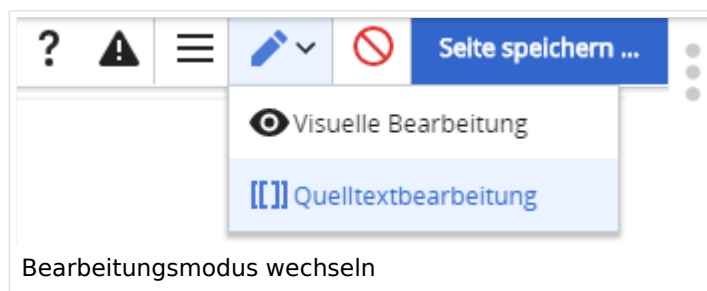 ? Seite speichern ...
Visuelle Bearbeitung
[[]] Quelltextbearbeitung
Bearbeitungsmodus wechseln